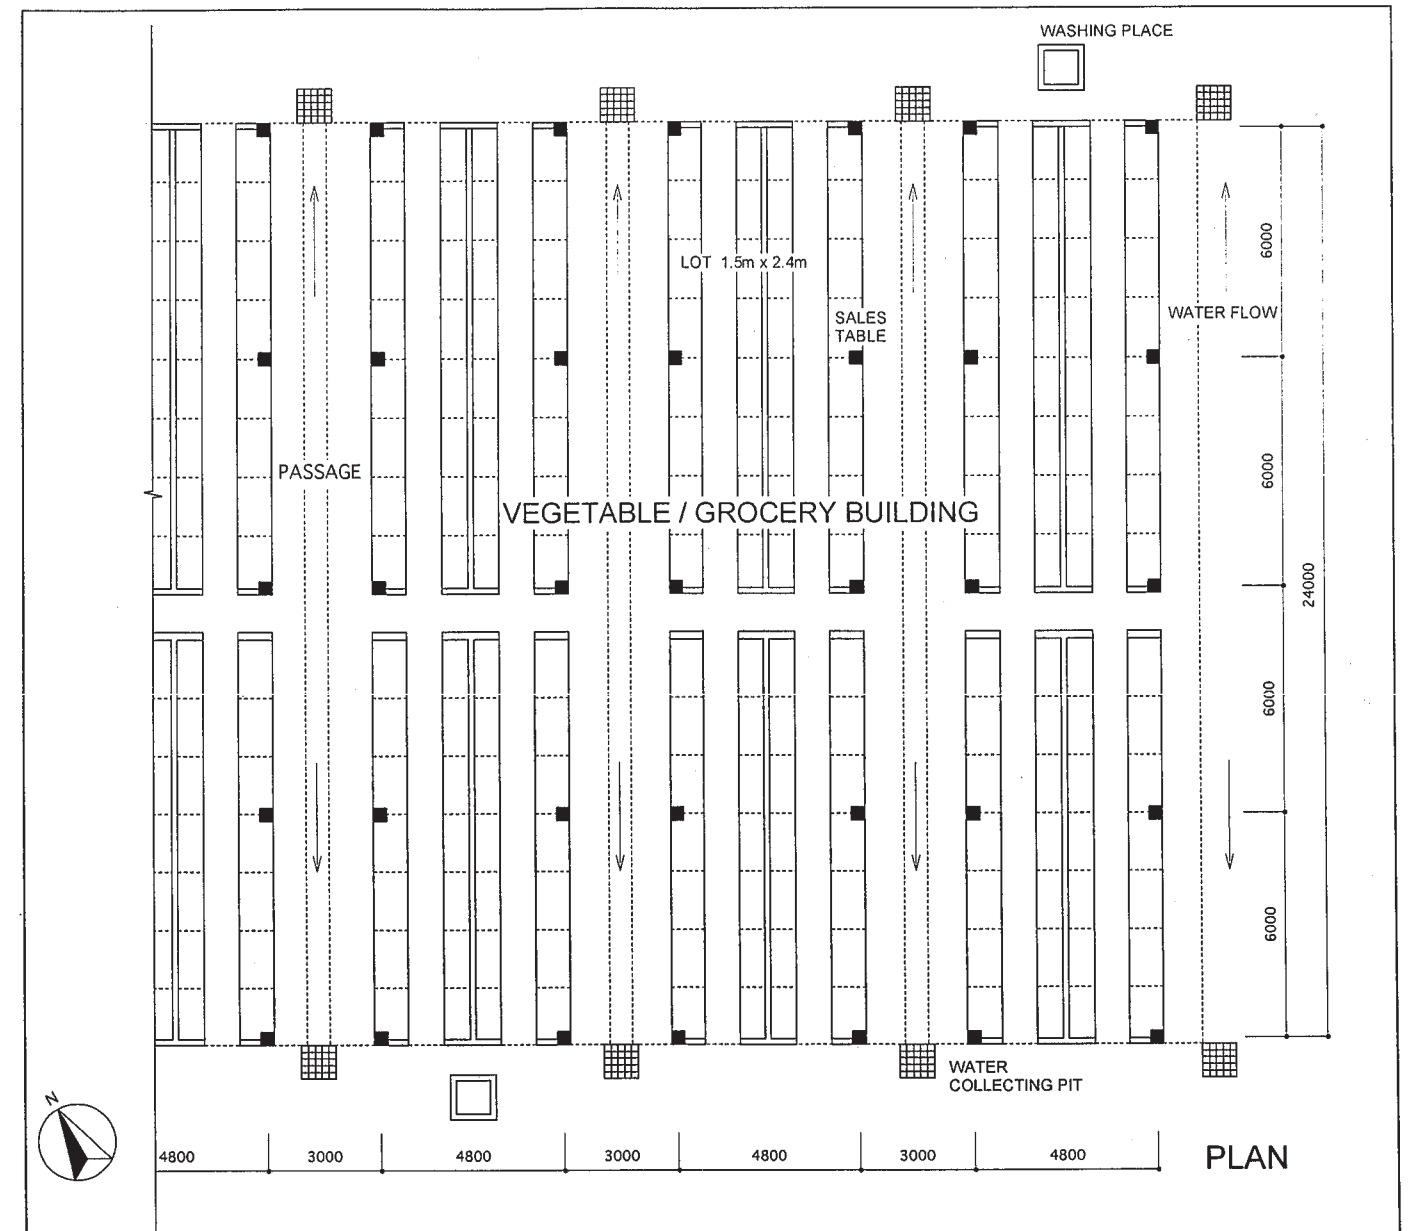 WASHING PLACE
LOT 1.5m x 2.4m
6000
SALES
TABLE
WATER FLOW
PASSAGE
6000
VEGETABLE / GROCERY BUILDING
24000
6000
6000
WATER
COLLECTING PIT
N
4800
3000
4800
3000
4800
3000
4800
PLAN